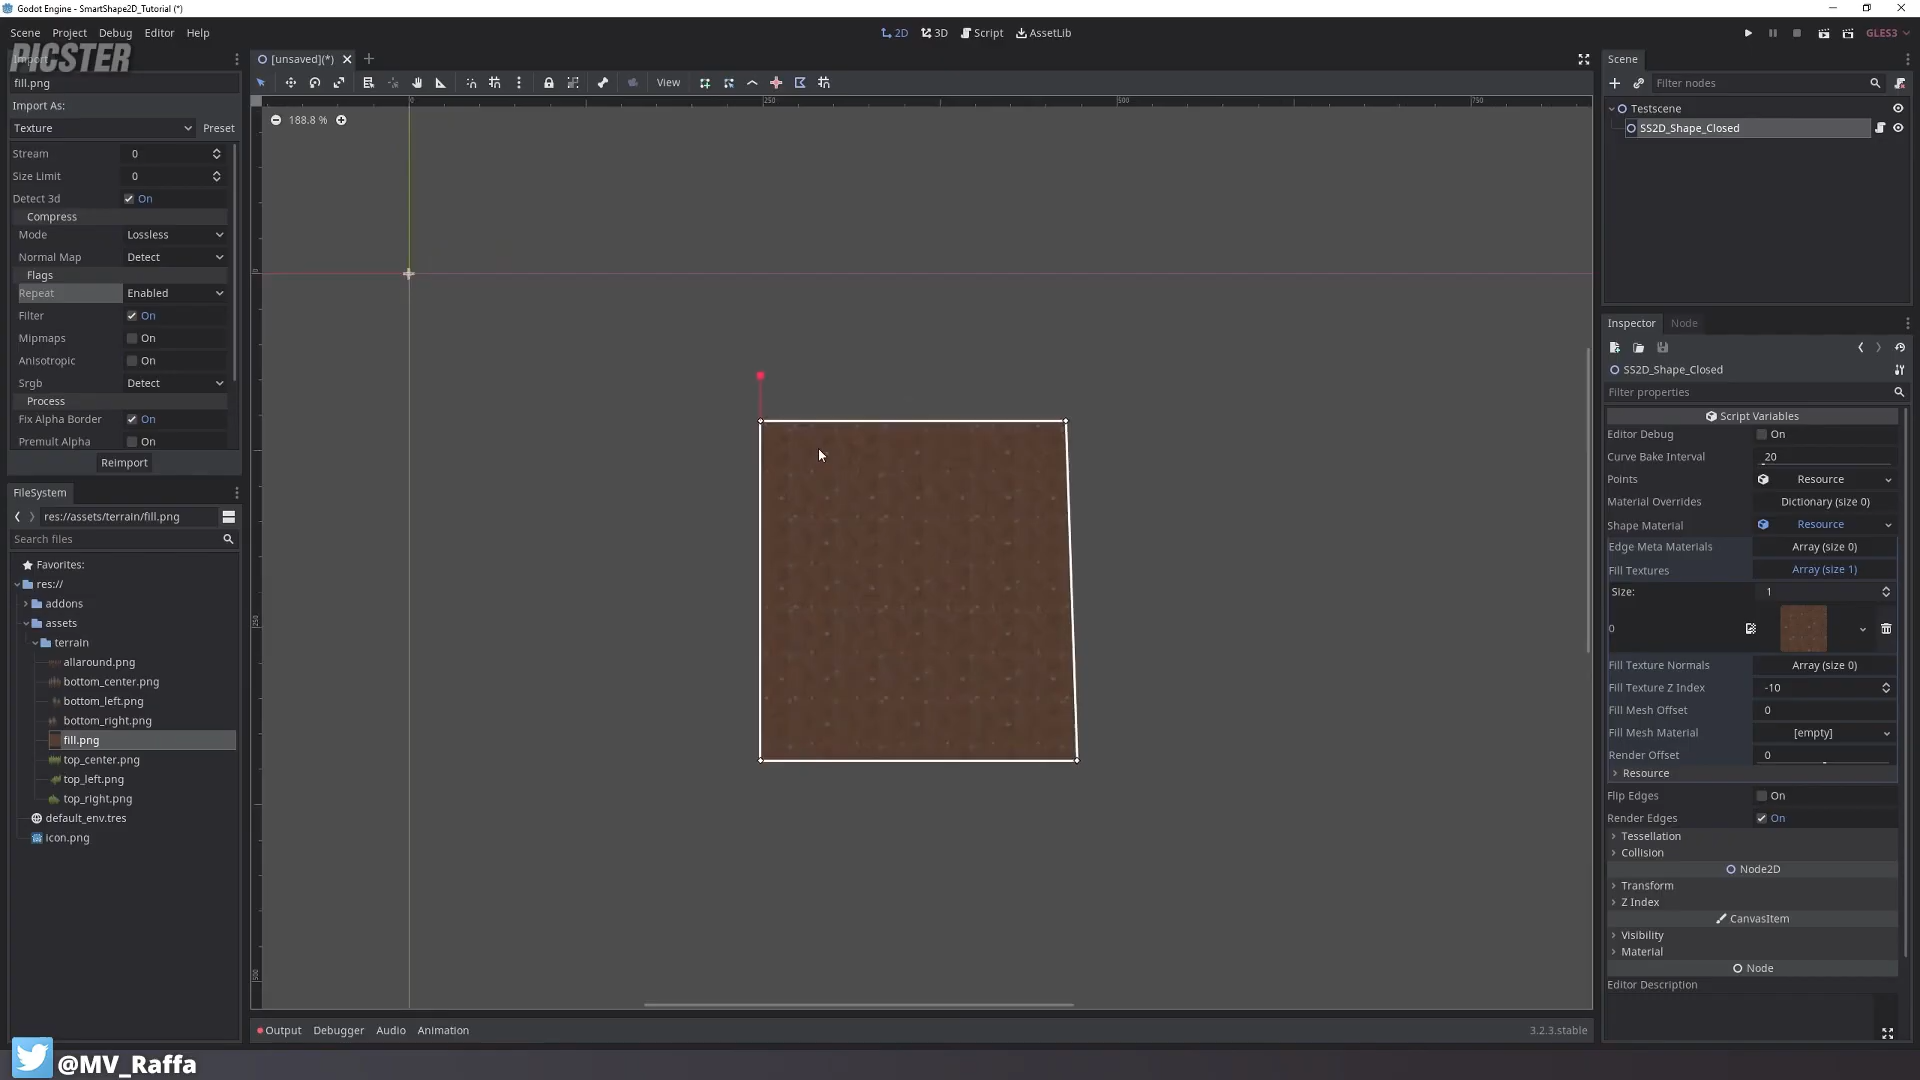 Godot Engine - SmartShape2D_Tutorial (*)
Scene Project Debug Editor Help
2D 3D Script AssetLib
GLES3
PICSTER
Import
fill.png
Import As:
Texture Preset
Stream 0
Size Limit 0
Detect 3d On
Compress
Mode Lossless
Normal Map Detect
Flags
Repeat Enabled
Filter On
Mipmaps On
Anisotropic On
Srgb Detect
Process
Fix Alpha Border On
Premult Alpha On
Reimport
FileSystem
res://assets/terrain/fill.png
Search files
Favorites:
res://
addons
assets
terrain
allaround.png
bottom_center.png
bottom_left.png
bottom_right.png
fill.png
top_center.png
top_left.png
top_right.png
default_env.tres
icon.png
[unsaved](*)
View
0 250 500 750
188.8 %
0
250
500
Output Debugger Audio Animation
3.2.3.stable
Scene
Filter nodes
Testscene
SS2D_Shape_Closed
Inspector Node
SS2D_Shape_Closed
Filter properties
Script Variables
Editor Debug On
Curve Bake Interval 20
Points Resource
Material Overrides Dictionary (size 0)
Shape Material Resource
Edge Meta Materials Array (size 0)
Fill Textures Array (size 1)
Size: 1
0
Fill Texture Normals Array (size 0)
Fill Texture Z Index -10
Fill Mesh Offset 0
Fill Mesh Material [empty]
Render Offset 0
Resource
Flip Edges On
Render Edges On
Tessellation
Collision
Node2D
Transform
Z Index
CanvasItem
Visibility
Material
Node
Editor Description
@MV_Raffa